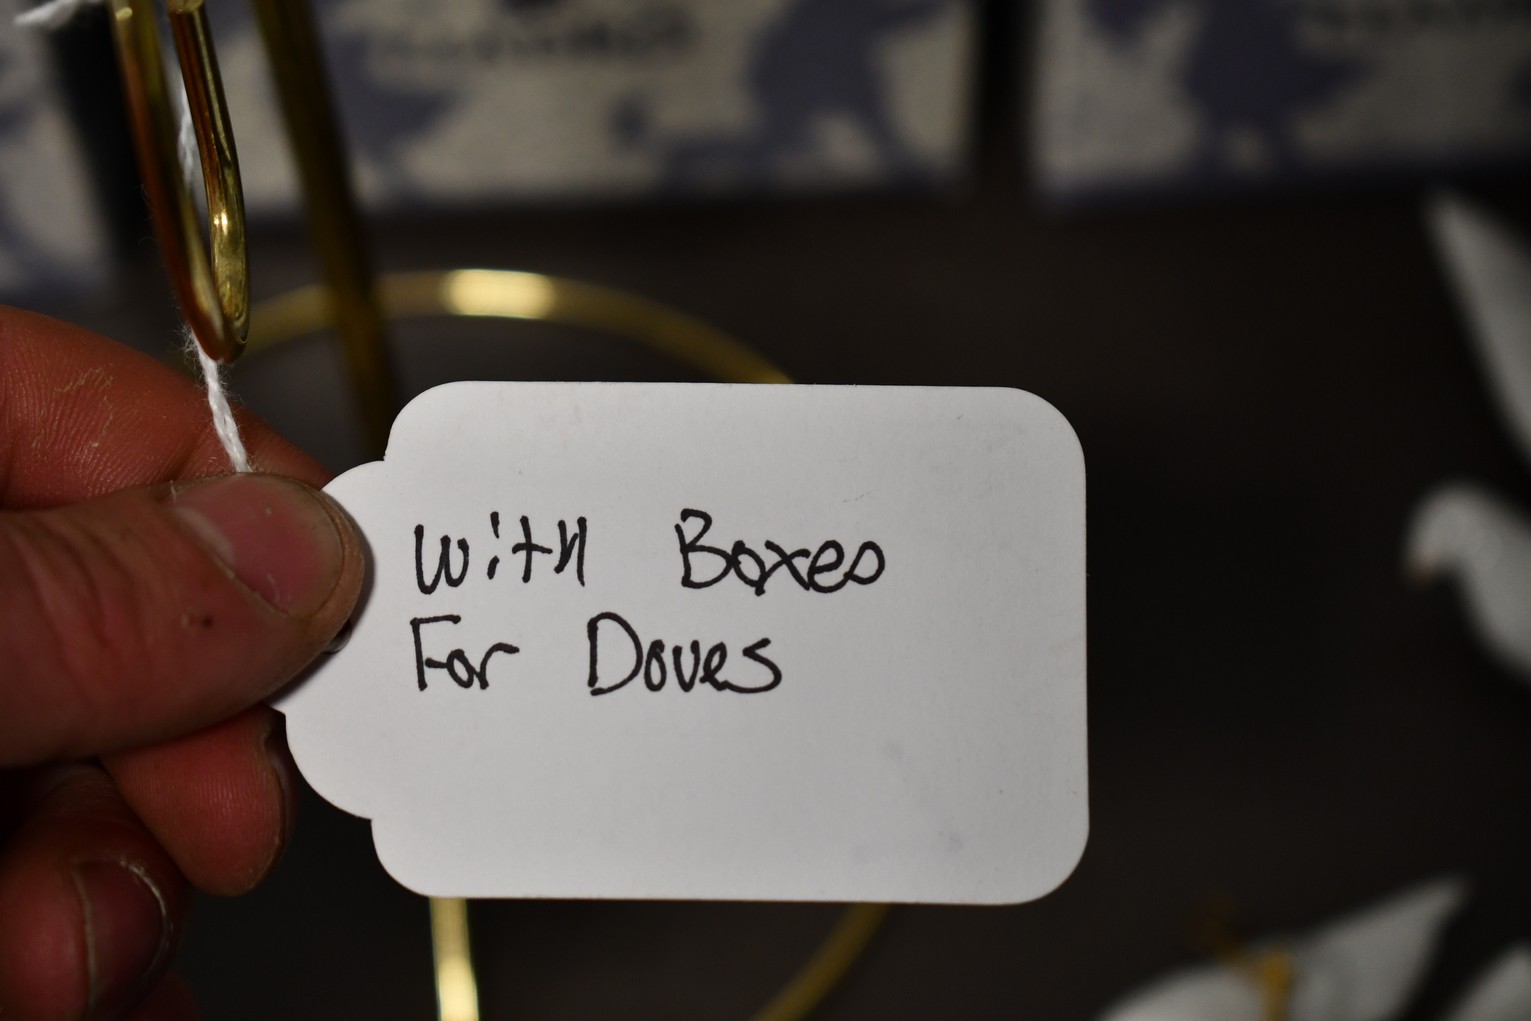 With Boxes
For Doves